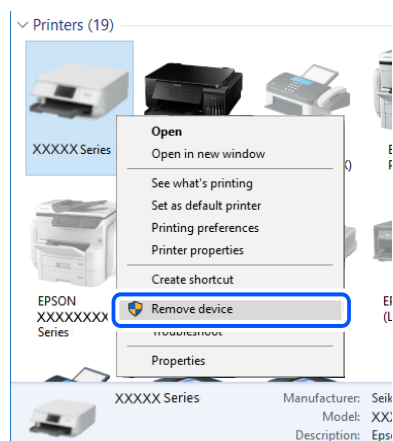 Printers (19)
XXXXX Series
Open
Open in new window
See what's printing
Set as default printer
Printing preferences
Printer properties
Create shortcut
Remove device
Troubleshoot
Properties
EPSON
XXXXXXXX
Series
XXXXX Series
Manufacturer:
Model:
Description: